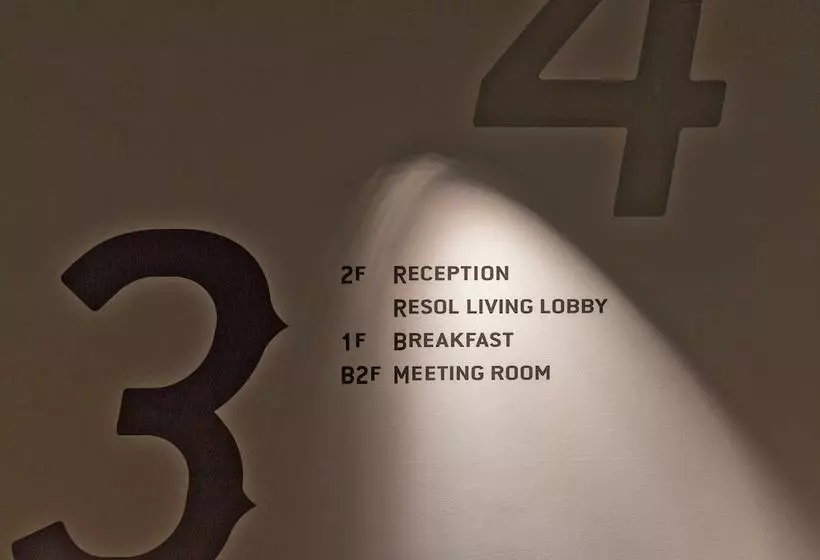 4
3
2F RECEPTION
RESOL LIVING LOBBY
1F BREAKFAST
B2F MEETING ROOM